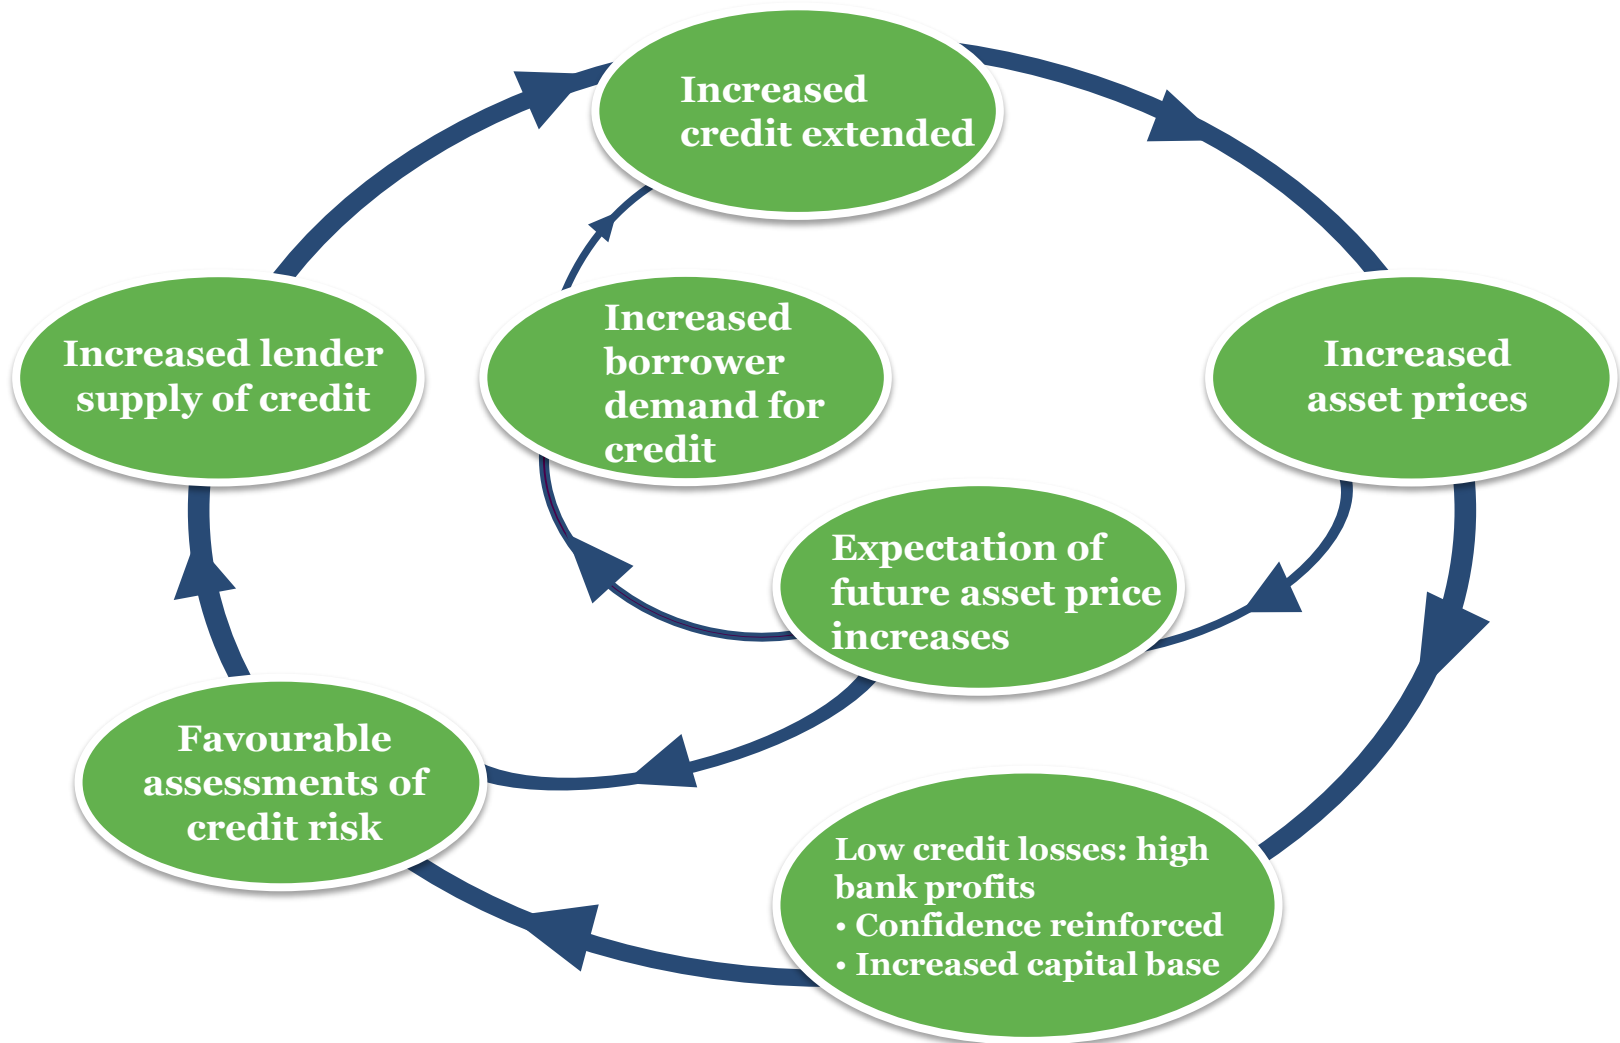 Increased
credit extended
Increased lender
supply of credit
Increased
borrower
demand for
credit
Increased
asset prices
Expectation of
future asset price
increases
Favourable
assessments of
credit risk
Low credit losses: high
bank profits
• Confidence reinforced
• Increased capital base